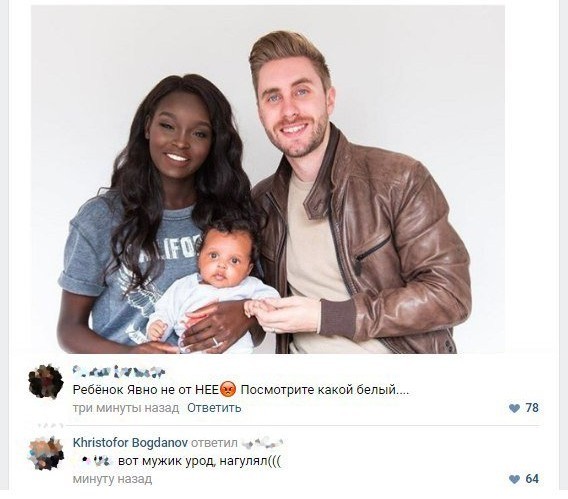 CALIFO
Ребёнок Явно не от НЕЕ😡 Посмотрите какой белый....
три минуты назад Ответить 78
Khristofor Bogdanov ответил
вот мужик урод, нагулял(((
минуту назад 64